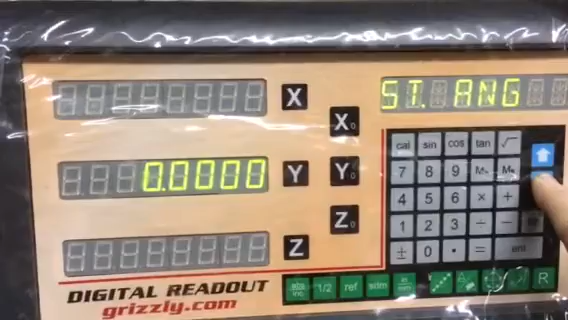 X
ST. ANG
X₀
cal sin cos tan √
0.0000
Y
Y₀
7 8 9
4 5 6 × +
Z₀
1 2 3 ÷ −
Z
± 0 . = ent
DIGITAL READOUT
grizzly.com
1/2 ref sdm
R